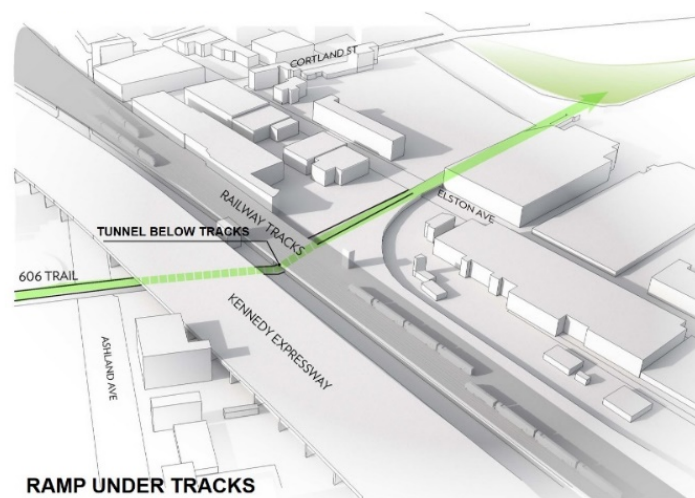 CORTLAND ST
RAILWAY TRACKS
ELSTON AVE
TUNNEL BELOW TRACKS
606 TRAIL
KENNEDY EXPRESSWAY
ASHLAND AVE
RAMP UNDER TRACKS